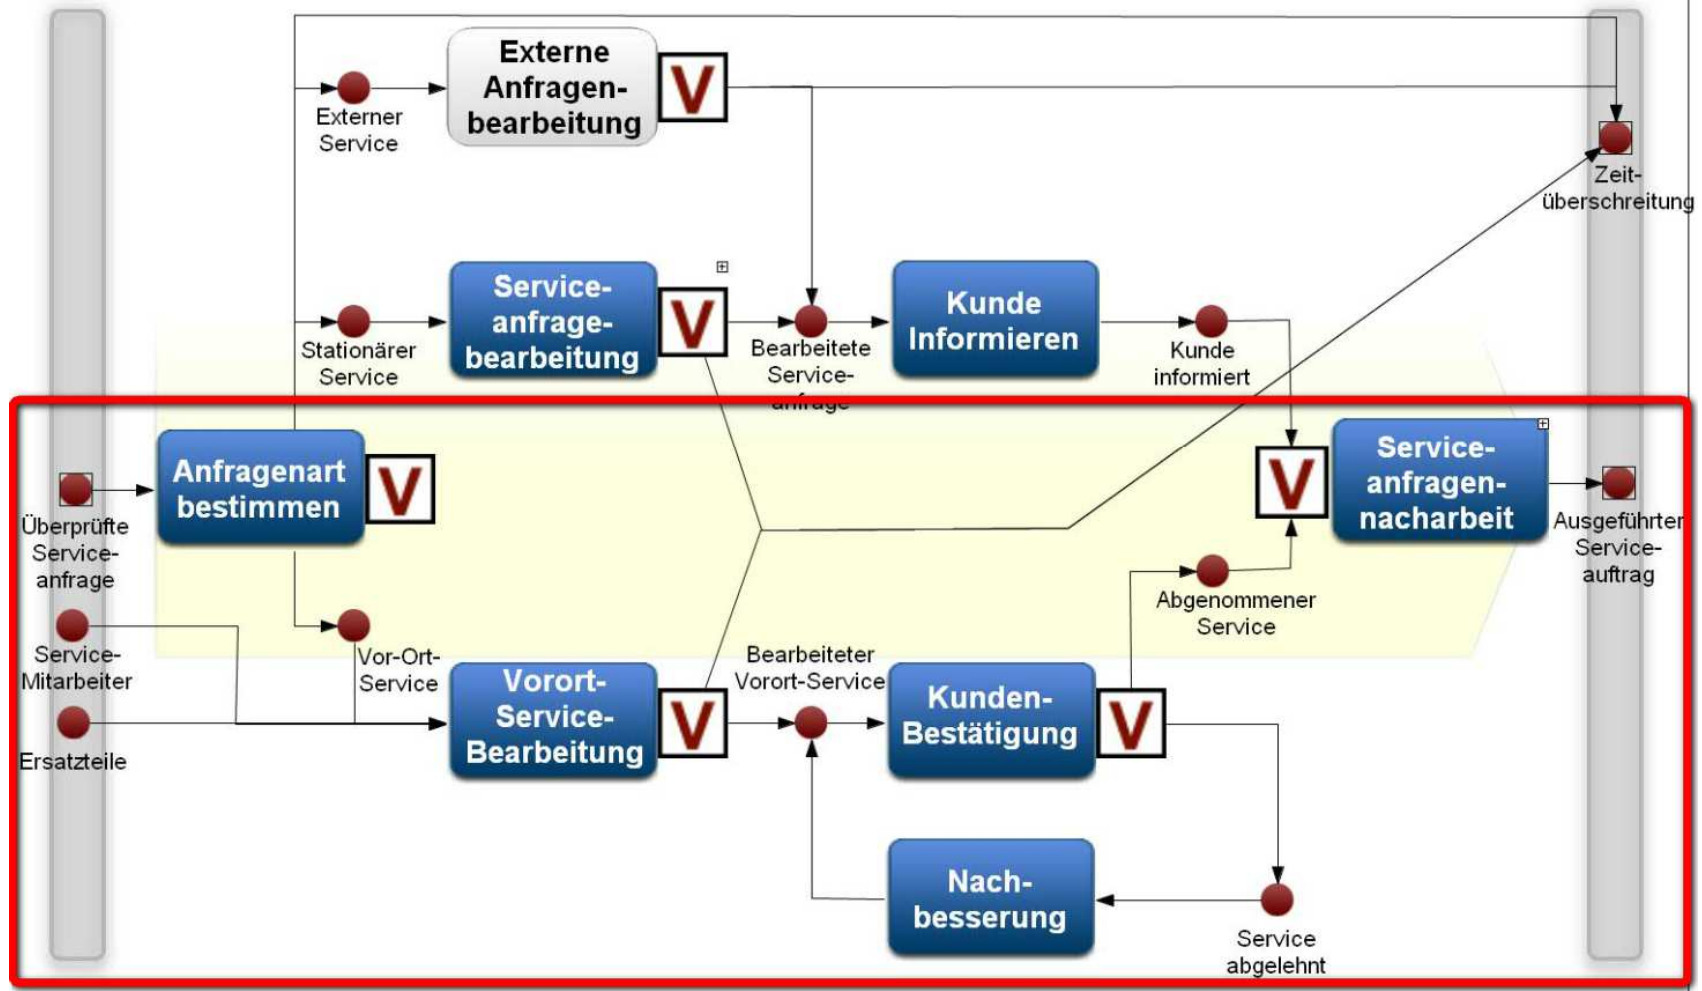 Externe
Anfragen-
bearbeitung
V
Externer
Service
Zeit-
überschreitung
Service-
anfrage-
bearbeitung
V
Kunde
Informieren
Stationärer
Service
Bearbeitete
Service-
anfrage
Kunde
informiert
Anfragenart
bestimmen
V
V
Service-
anfragen-
nacharbeit
Überprüfte
Service-
anfrage
Ausgeführter
Service-
auftrag
Abgenommener
Service
Service-
Mitarbeiter
Vor-Ort-
Service
Vorort-
Service-
Bearbeitung
V
Bearbeiteter
Vorort-Service
Kunden-
Bestätigung
V
Ersatzteile
Nach-
besserung
Service
abgelehnt